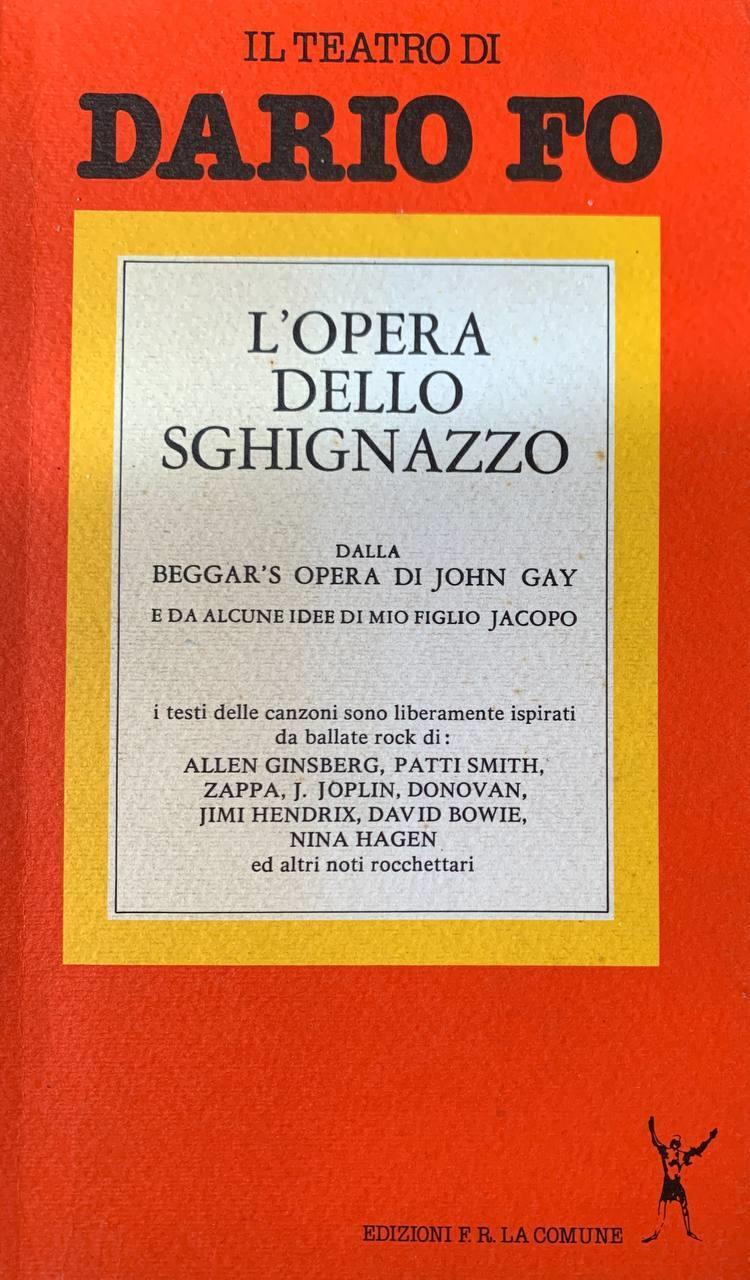 IL TEATRO DI
DARIO FO
L'OPERA
DELLO
SGHIGNAZZO
DALLA
BEGGAR'S OPERA DI JOHN GAY
E DA ALCUNE IDEE DI MIO FIGLIO JACOPO
i testi delle canzoni sono liberamente ispirati
da ballate rock di:
ALLEN GINSBERG, PATTI SMITH,
ZAPPA, J. JOPLIN, DONOVAN,
JIMI HENDRIX, DAVID BOWIE,
NINA HAGEN
ed altri noti rocchettari
EDIZIONI F. R. LA COMUNE